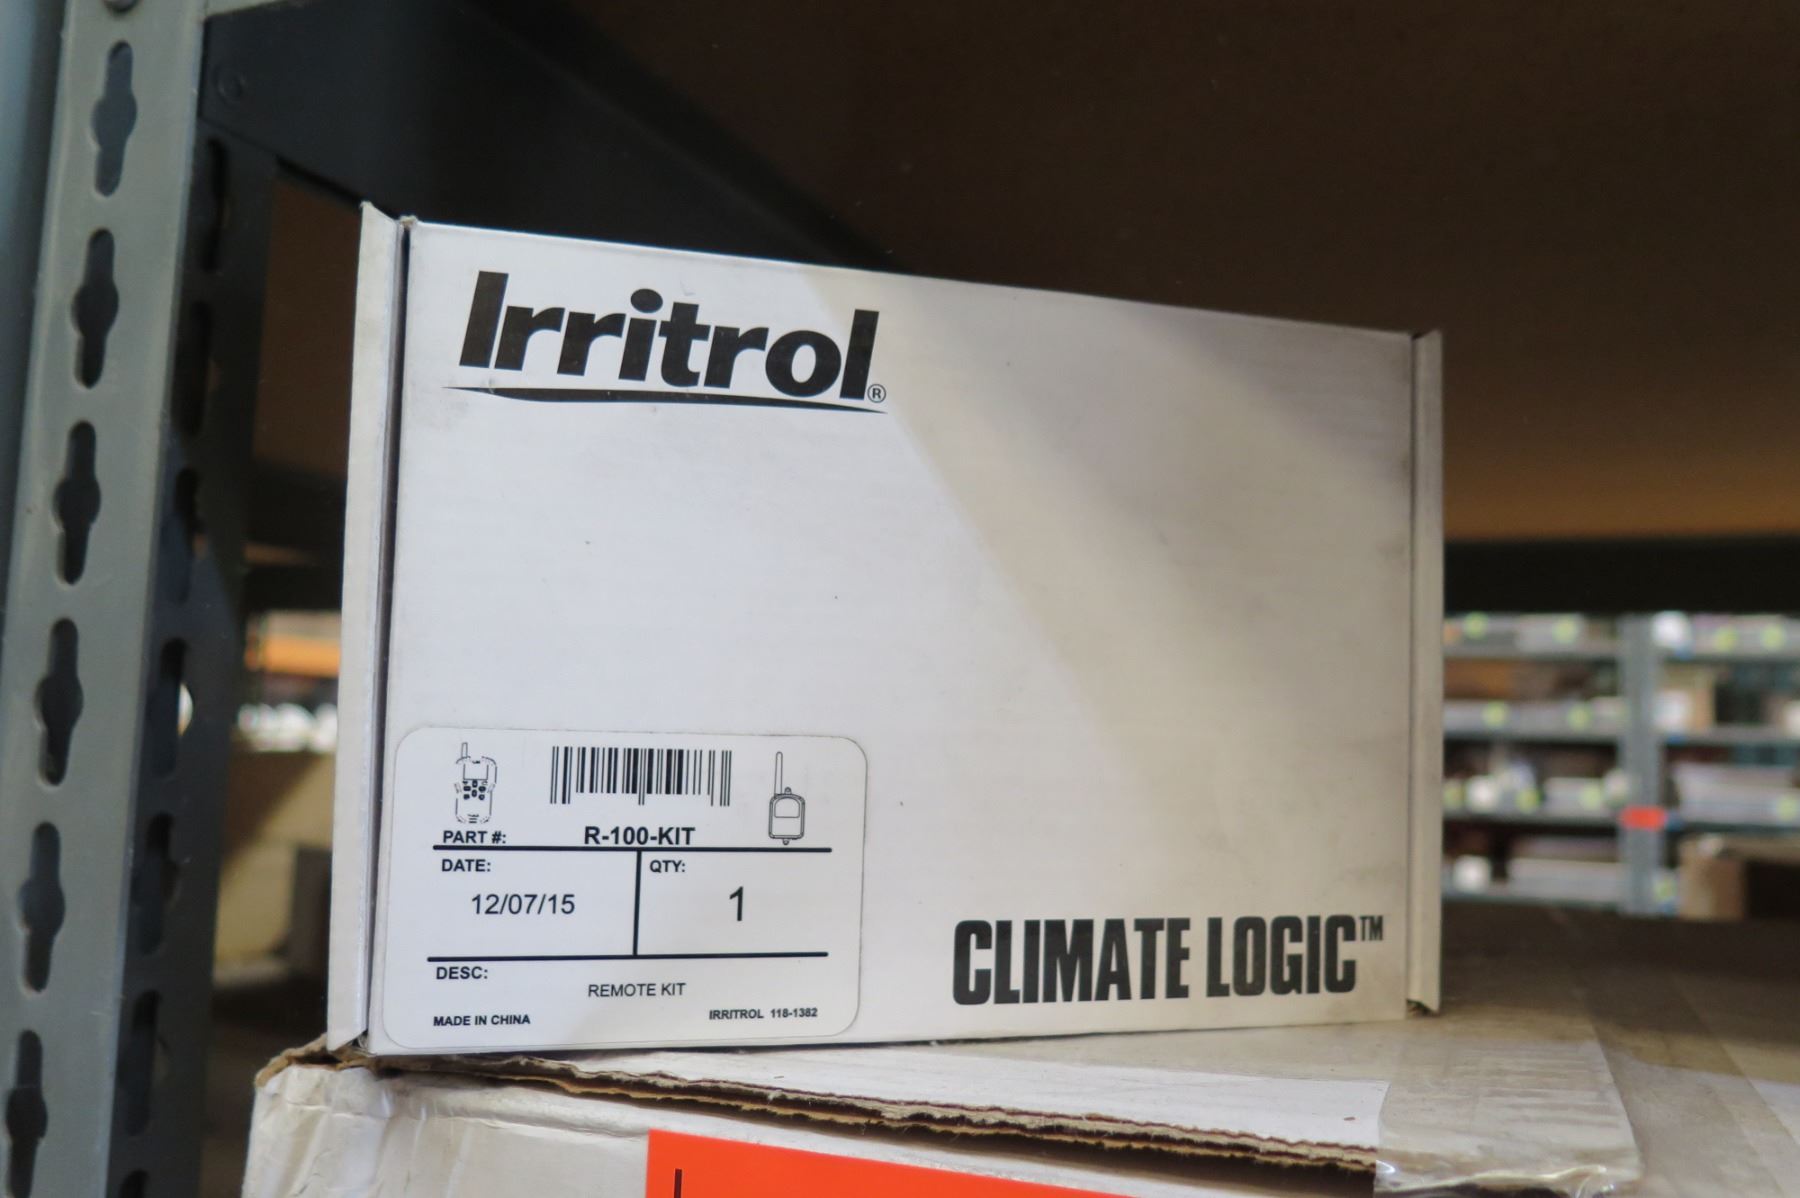 Irritrol®
PART #: R-100-KIT
DATE: QTY:
12/07/15 1
DESC:
REMOTE KIT
MADE IN CHINA IRRITROL 118-1382
CLIMATE LOGIC™